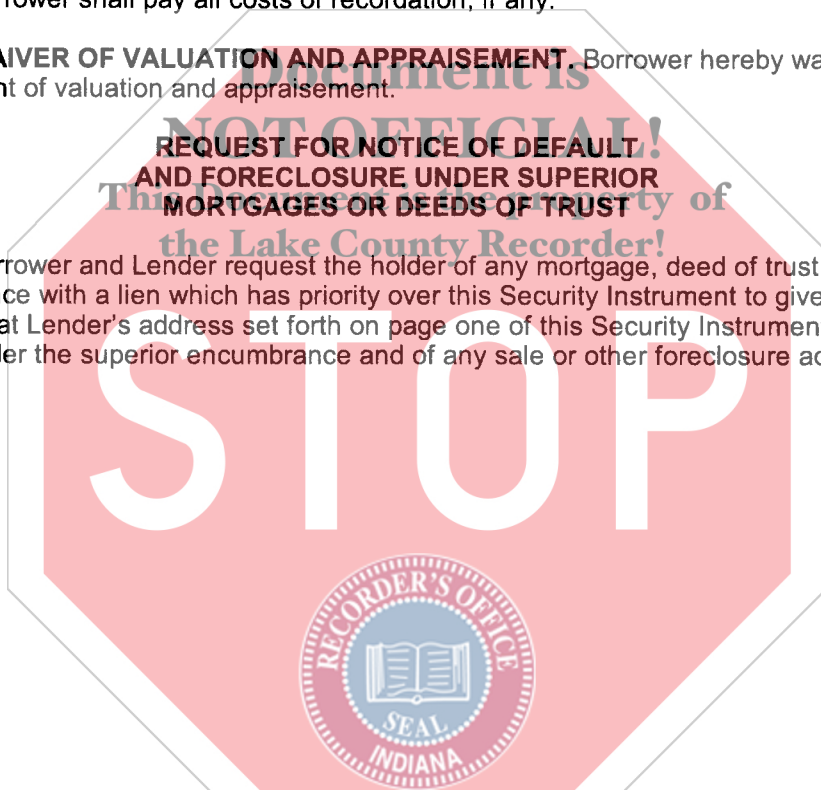 rower shall pay all costs of recordation, if any.
AIVER OF VALUATION AND APPRAISEMENT. Borrower hereby wa
nt of valuation and appraisement.
Document is
NOT OFFICIAL!
This Document is the property of
the Lake County Recorder!
REQUEST FOR NOTICE OF DEFAULT
AND FORECLOSURE UNDER SUPERIOR
MORTGAGES OR DEEDS OF TRUST
rrower and Lender request the holder of any mortgage, deed of trust
ce with a lien which has priority over this Security Instrument to give
at Lender's address set forth on page one of this Security Instrumen
er the superior encumbrance and of any sale or other foreclosure ac
STOP
RECORDER'S OFFICE
SEAL
INDIANA